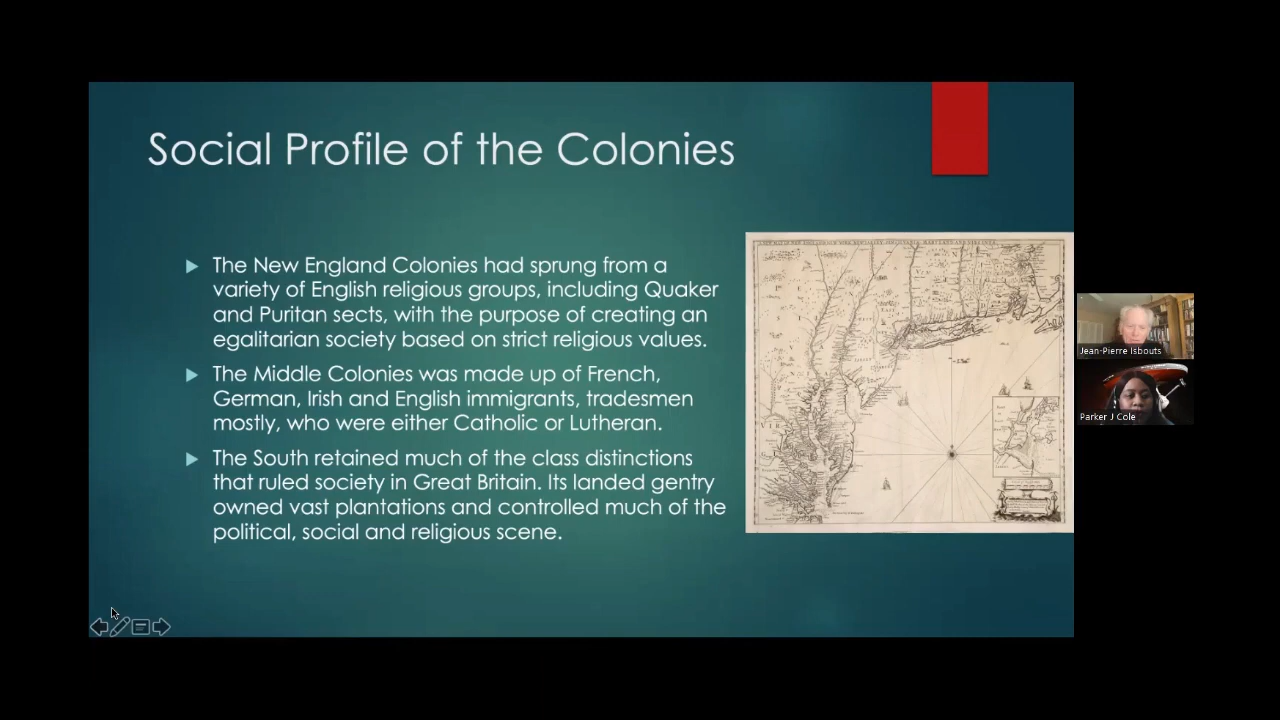 Social Profile of the Colonies
The New England Colonies had sprung from a
variety of English religious groups, including Quaker
and Puritan sects, with the purpose of creating an
egalitarian society based on strict religious values.
The Middle Colonies was made up of French,
German, Irish and English immigrants, tradesmen
mostly, who were either Catholic or Lutheran.
The South retained much of the class distinctions
that ruled society in Great Britain. Its landed gentry
owned vast plantations and controlled much of the
political, social and religious scene.
Jean-Pierre Isbouts
Parker J Cole